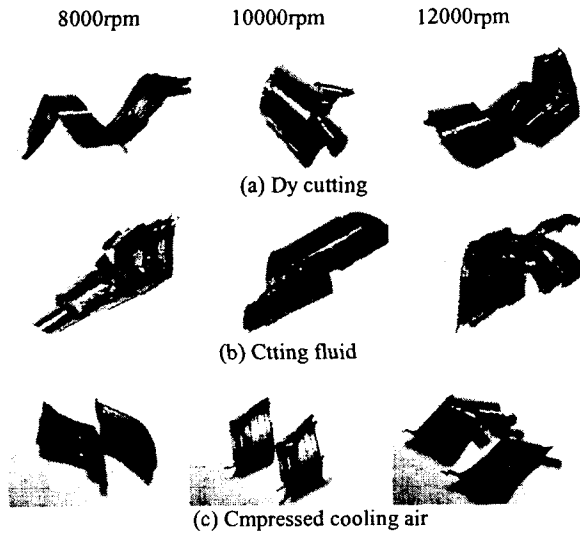 8000rpm 10000rpm 12000rpm
(a) Dy cutting
(b) Ctting fluid
(c) Cmpressed cooling air